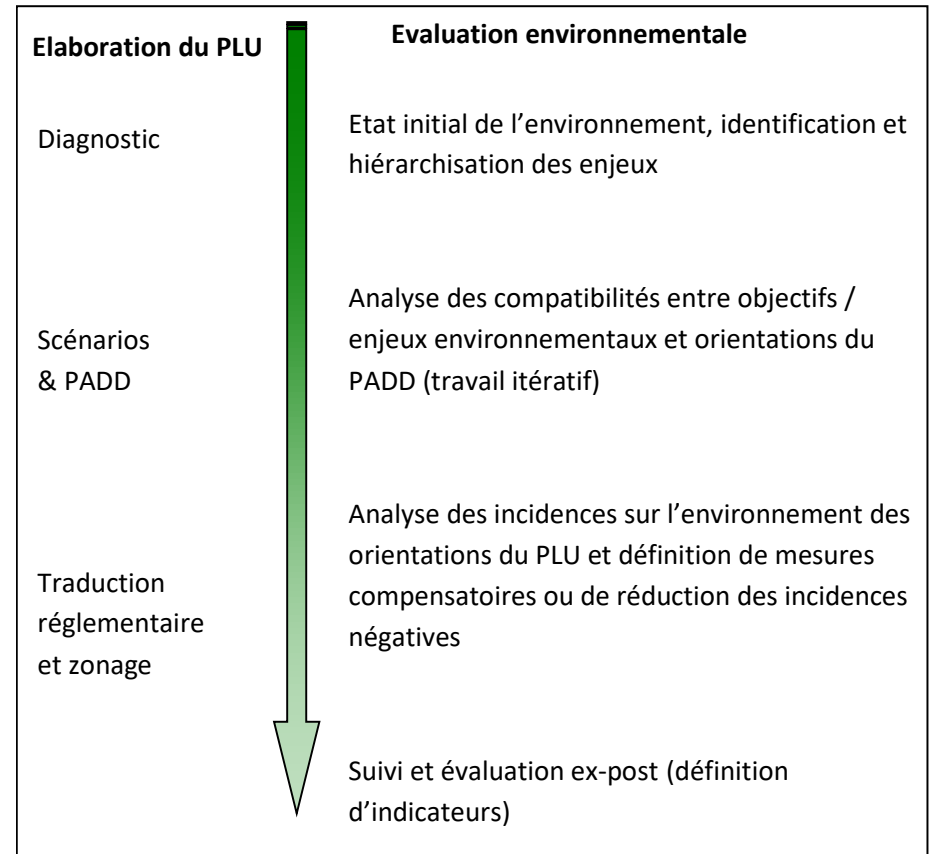 Elaboration du PLU
Evaluation environnementale
Diagnostic
Etat initial de l’environnement, identification et
hiérarchisation des enjeux
Scénarios
& PADD
Analyse des compatibilités entre objectifs /
enjeux environnementaux et orientations du
PADD (travail itératif)
Traduction
réglementaire
et zonage
Analyse des incidences sur l’environnement des
orientations du PLU et définition de mesures
compensatoires ou de réduction des incidences
négatives
Suivi et évaluation ex-post (définition
d’indicateurs)